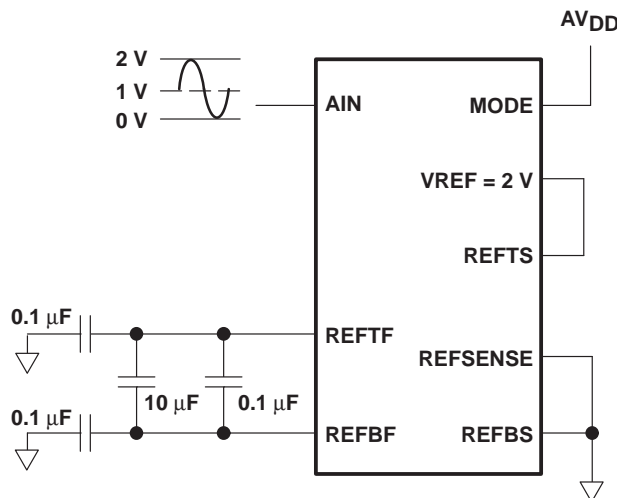 AVDD
2 V
1 V
0 V
AIN
MODE
VREF = 2 V
REFTS
0.1 μF
REFTF
REFSENSE
10 μF
0.1 μF
0.1 μF
REFBF
REFBS